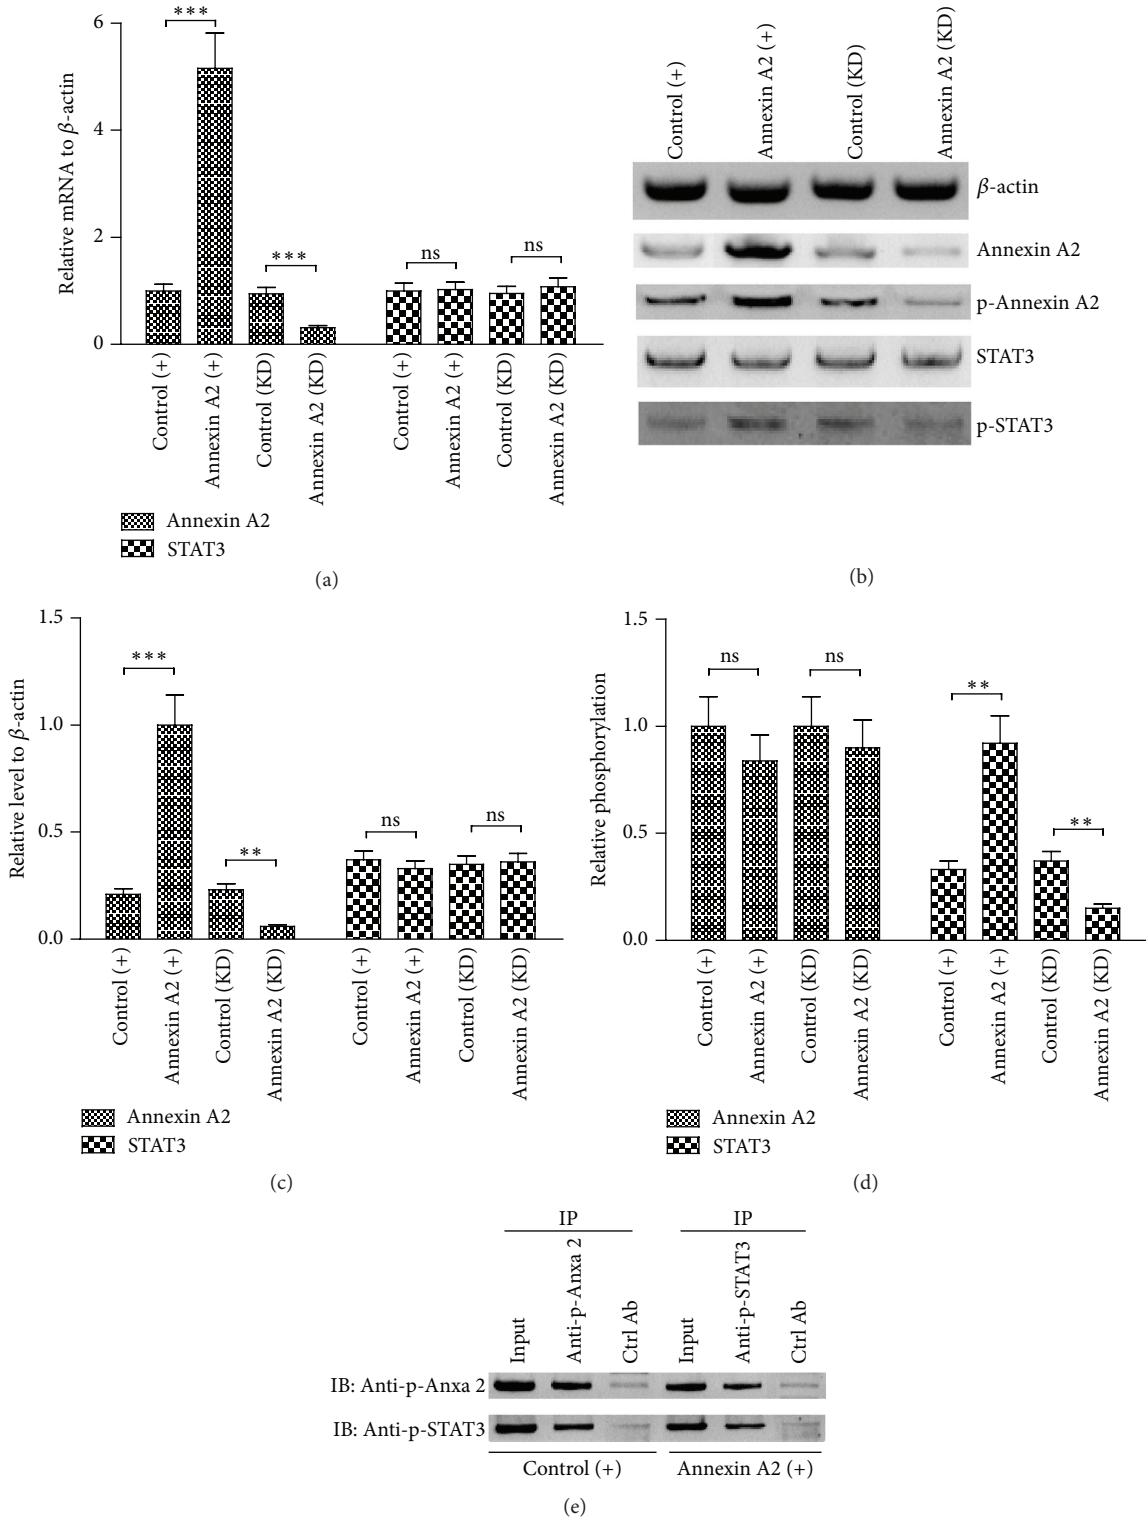 6
4
2
0
Relative mRNA to β-actin
***
***
ns
ns
Control (+)
Annexin A2 (+)
Control (KD)
Annexin A2 (KD)
Control (+)
Annexin A2 (+)
Control (KD)
Annexin A2 (KD)
Annexin A2
STAT3
(a)
Control (+)
Annexin A2 (+)
Control (KD)
Annexin A2 (KD)
β-actin
Annexin A2
p-Annexin A2
STAT3
p-STAT3
(b)
1.5
1.0
0.5
0.0
Relative level to β-actin
***
**
ns
ns
Control (+)
Annexin A2 (+)
Control (KD)
Annexin A2 (KD)
Control (+)
Annexin A2 (+)
Control (KD)
Annexin A2 (KD)
Annexin A2
STAT3
(c)
1.5
1.0
0.5
0.0
Relative phosphorylation
ns
ns
**
**
Control (+)
Annexin A2 (+)
Control (KD)
Annexin A2 (KD)
Control (+)
Annexin A2 (+)
Control (KD)
Annexin A2 (KD)
Annexin A2
STAT3
(d)
IP
IP
Input
Anti-p-Anxa 2
Ctrl Ab
Input
Anti-p-STAT3
Ctrl Ab
IB: Anti-p-Anxa 2
IB: Anti-p-STAT3
Control (+)
Annexin A2 (+)
(e)